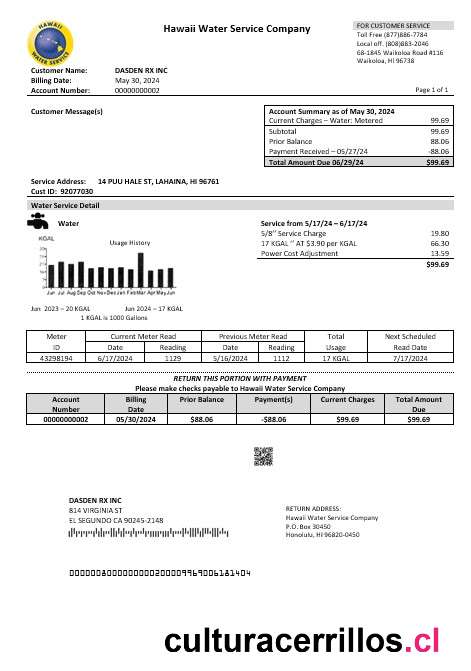 HAWAII
WATER SERVICE
Hawaii Water Service Company
FOR CUSTOMER SERVICE
Toll Free (877)886-7784
Local off. (808)883-2046
68-1845 Waikoloa Road #116
Waikoloa, HI 96738
Customer Name: DASDEN RX INC
Billing Date: May 30, 2024
Account Number: 00000000002
Page 1 of 1
Customer Message(s)
Account Summary as of May 30, 2024
Current Charges – Water: Metered 99.69
Subtotal 99.69
Prior Balance 88.06
Payment Received – 05/27/24 -88.06
Total Amount Due 06/29/24 $99.69
Service Address: 14 PUU HALE ST, LAHAINA, HI 96761
Cust ID: 92077030
Water Service Detail
Water
Service from 5/17/24 – 6/17/24
5/8'' Service Charge 19.80
17 KGAL '' AT $3.90 per KGAL 66.30
Power Cost Adjustment 13.59
$99.69
KGAL
Usage History
Jun Jul Aug Sep Oct Nov Dec Jan Feb Mar Apr May Jun
Jun 2023 – 20 KGAL Jun 2024 – 17 KGAL
1 KGAL is 1000 Gallons
Meter ID Current Meter Read Previous Meter Read Total Usage Next Scheduled Read Date
Date Reading Date Reading
43298194 6/17/2024 1129 5/16/2024 1112 17 KGAL 7/17/2024
RETURN THIS PORTION WITH PAYMENT
Please make checks payable to Hawaii Water Service Company
Account Number Billing Date Prior Balance Payment(s) Current Charges Total Amount Due
00000000002 05/30/2024 $88.06 -$88.06 $99.69 $99.69
DASDEN RX INC
814 VIRGINIA ST
EL SEGUNDO CA 90245-2148
RETURN ADDRESS:
Hawaii Water Service Company
P.O. Box 30450
Honolulu, HI 96820-0450
culturacerrillos.cl